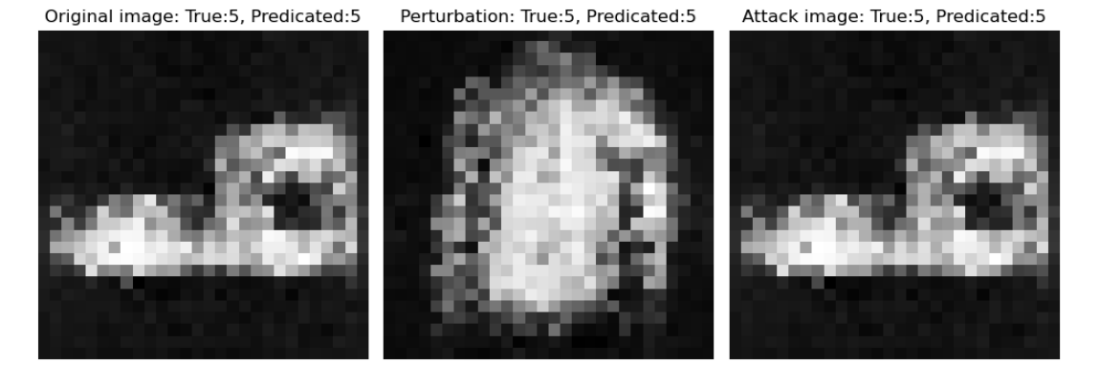 Original image: True:5, Predicated:5
Perturbation: True:5, Predicated:5
Attack image: True:5, Predicated:5